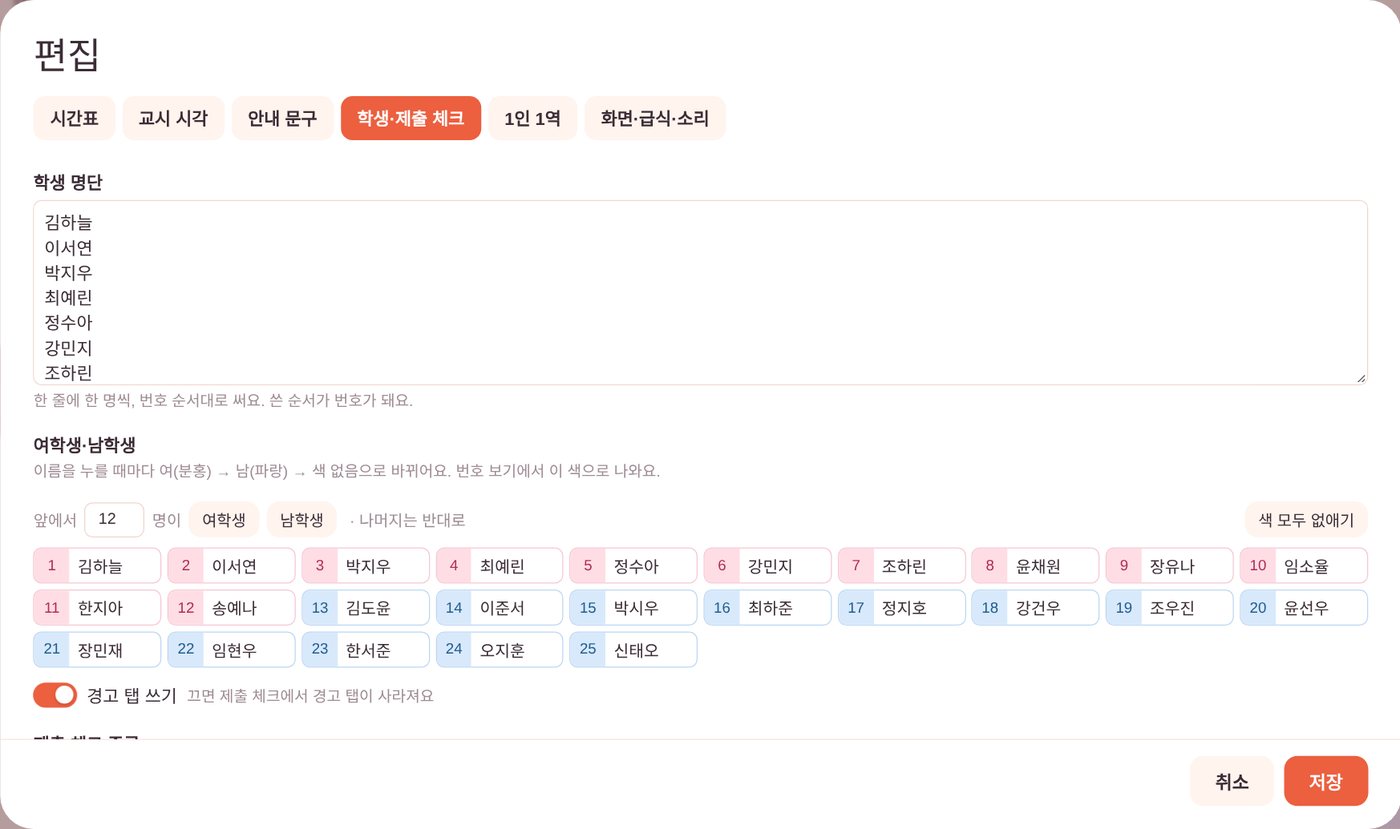 편집
시간표 교시 시각 안내 문구 학생·제출 체크 1인 1역 화면·급식·소리
학생 명단
김하늘
이서연
박지우
최예린
정수아
강민지
조하린
한 줄에 한 명씩, 번호 순서대로 써요. 쓴 순서가 번호가 돼요.
여학생·남학생
이름을 누를 때마다 여(분홍) → 남(파랑) → 색 없음으로 바뀌어요. 번호 보기에서 이 색으로 나와요.
앞에서 12 명이 여학생 남학생 · 나머지는 반대로 색 모두 없애기
1 김하늘 2 이서연 3 박지우 4 최예린 5 정수아 6 강민지 7 조하린 8 윤채원 9 장유나 10 임소율
11 한지아 12 송예나 13 김도윤 14 이준서 15 박시우 16 최하준 17 정지호 18 강건우 19 조우진 20 윤선우
21 장민재 22 임현우 23 한서준 24 오지훈 25 신태오
경고 탭 쓰기 끄면 제출 체크에서 경고 탭이 사라져요
취소 저장